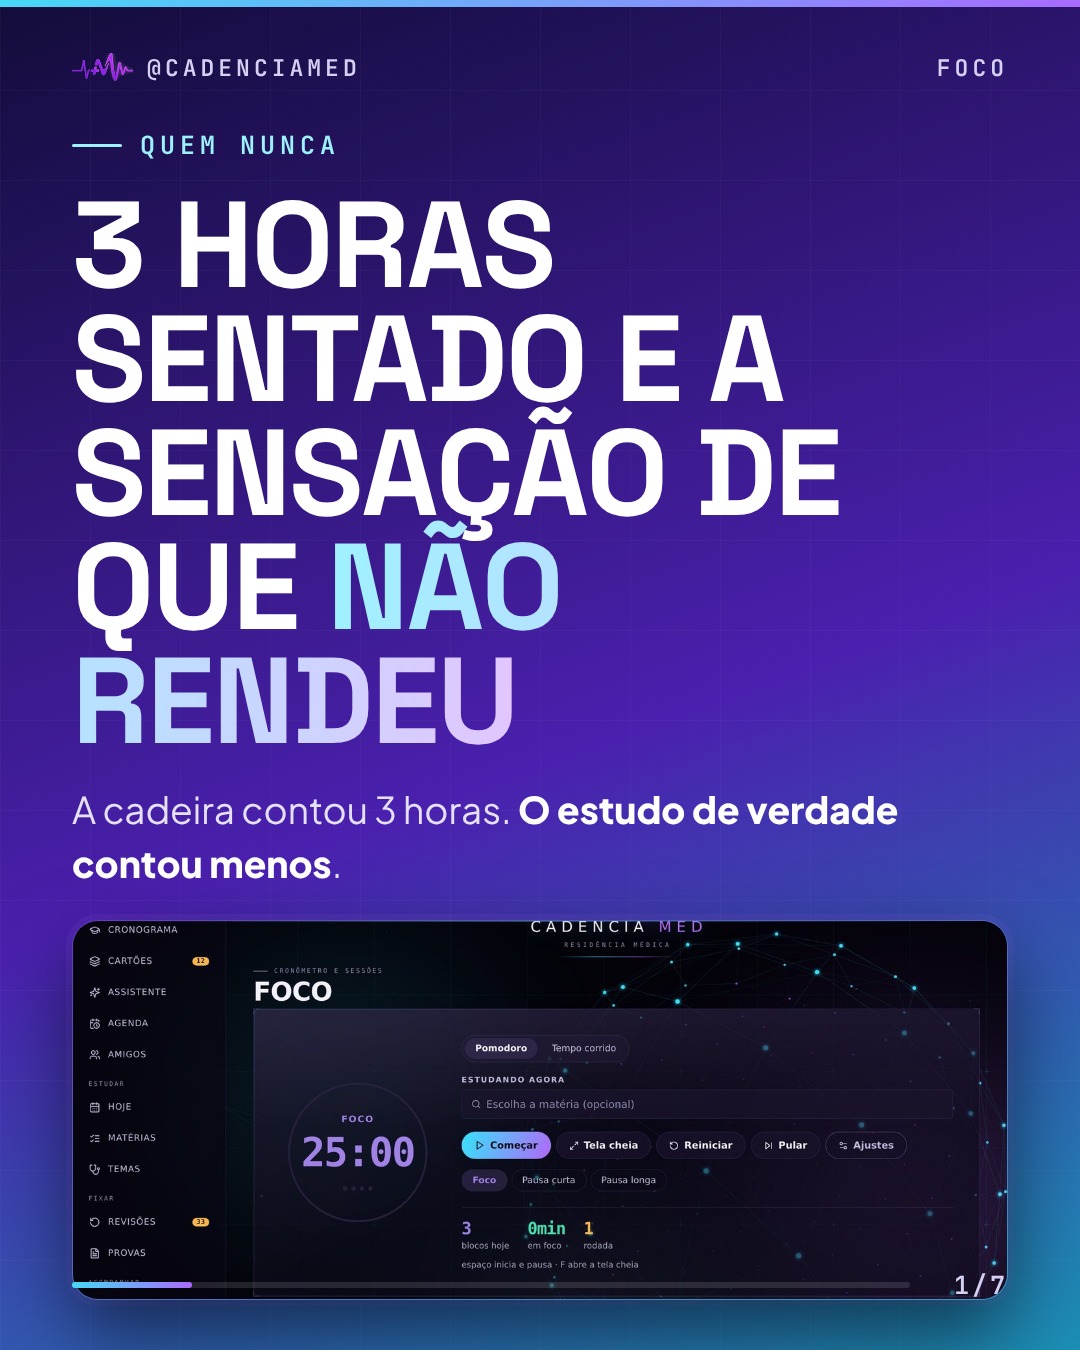 @CADENCIAMED
FOCO
QUEM NUNCA
3 HORAS
SENTADO E A
SENSAÇÃO DE
QUE NÃO
RENDEU
A cadeira contou 3 horas. O estudo de verdade
contou menos.
CADENCIA MED
RESIDÊNCIA MÉDICA
CRONOGRAMA
CARTÕES 12
ASSISTENTE
AGENDA
AMIGOS
ESTUDAR
HOJE
MATÉRIAS
TEMAS
FIXAR
REVISÕES 33
PROVAS
CRONÔMETRO E SESSÕES
FOCO
FOCO
25:00
Pomodoro Tempo corrido
ESTUDANDO AGORA
Escolha a matéria (opcional)
Começar Tela cheia Reiniciar Pular Ajustes
Foco Pausa curta Pausa longa
3 0min 1
blocos hoje em foco rodada
espaço inicia e pausa · F abre a tela cheia
1/7